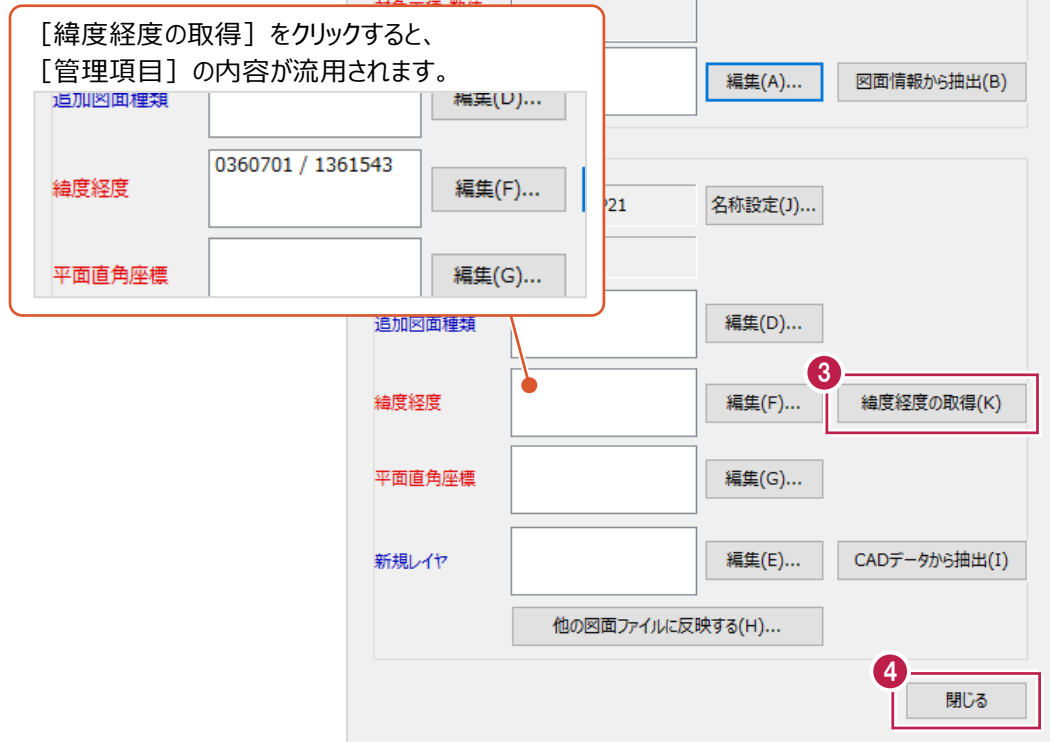 ［緯度経度の取得］をクリックすると、
［管理項目］の内容が流用されます。
追加図面種類
編集(D)...
0360701 / 1361543
緯度経度
編集(F)...
平面直角座標
編集(G)...
編集(A)...
図面情報から抽出(B)
P21
名称設定(J)...
追加図面種類
編集(D)...
3
緯度経度
編集(F)...
緯度経度の取得(K)
平面直角座標
編集(G)...
新規レイヤ
編集(E)...
CADデータから抽出(I)
他の図面ファイルに反映する(H)...
4
閉じる